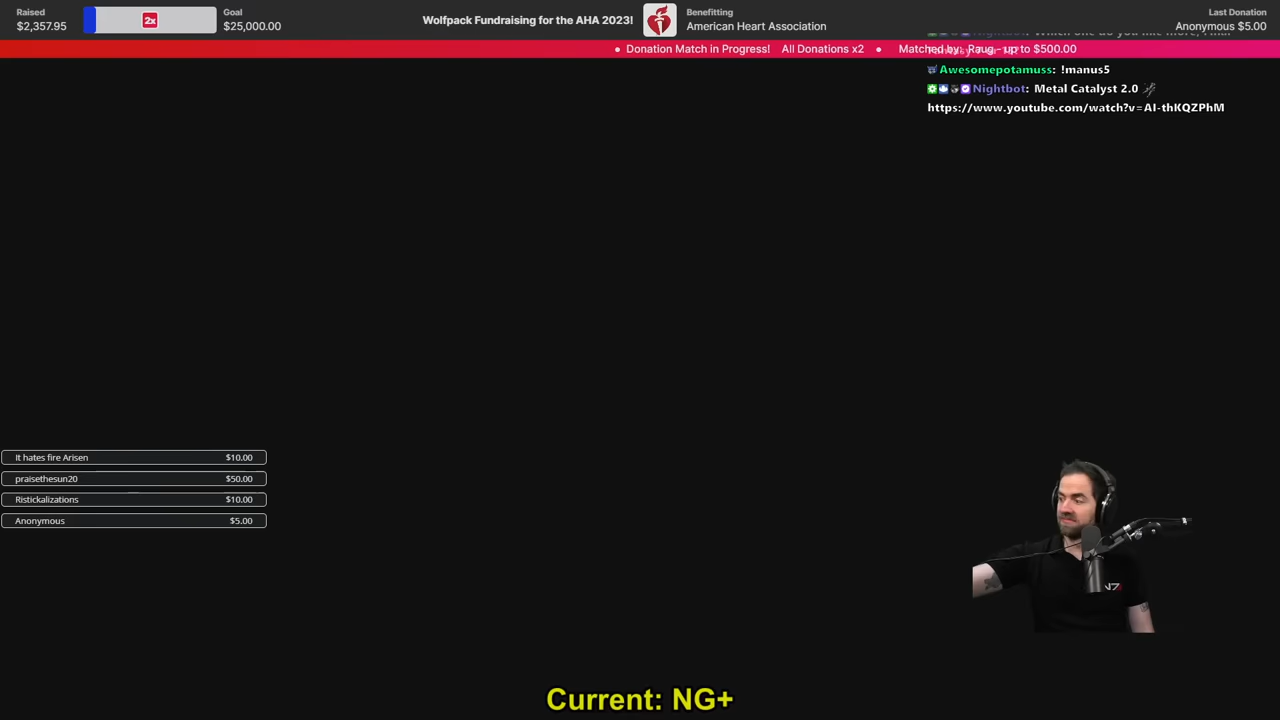 Raised
$2,357.95
2x
Goal
$25,000.00
Wolfpack Fundraising for the AHA 2023!
Benefitting
American Heart Association
Last Donation
Anonymous $5.00
• Donation Match in Progress! All Donations x2 • Matched by: Raug - up to $500.00
Awesomepotamuss: !manus5
Nightbot: Metal Catalyst 2.0
https://www.youtube.com/watch?v=AI-thKQZPhM
It hates fire Arisen $10.00
praisethesun20 $50.00
Ristickalizations $10.00
Anonymous $5.00
N7
Current: NG+